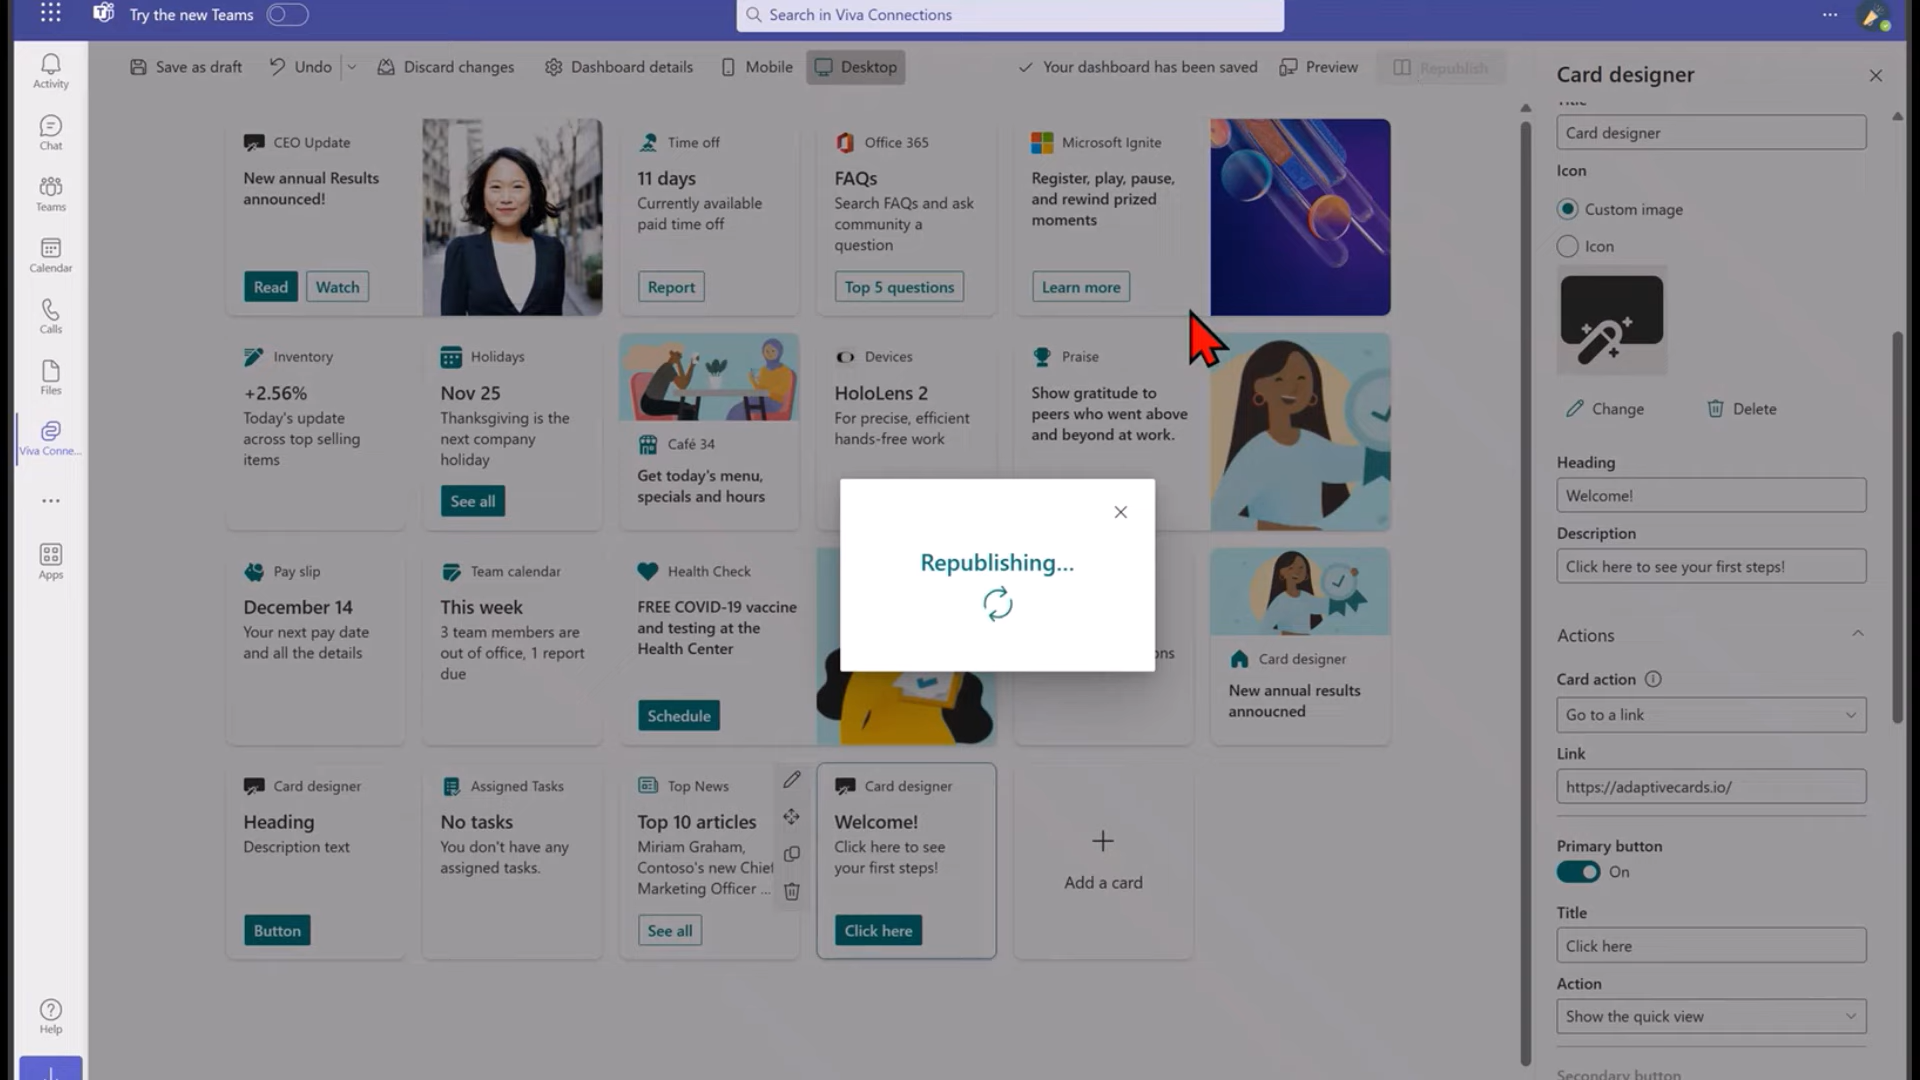 Try the new Teams
Search in Viva Connections
Activity
Chat
Teams
Calendar
Calls
Files
Viva Conne...
Apps
Help
Save as draft
Undo
Discard changes
Dashboard details
Mobile
Desktop
Your dashboard has been saved
Preview
Republish
CEO Update
New annual Results
announced!
Read
Watch
Time off
11 days
Currently available
paid time off
Report
Office 365
FAQs
Search FAQs and ask
community a
question
Top 5 questions
Microsoft Ignite
Register, play, pause,
and rewind prized
moments
Learn more
Inventory
+2.56%
Today's update
across top selling
items
Holidays
Nov 25
Thanksgiving is the
next company
holiday
See all
Café 34
Get today's menu,
specials and hours
Devices
HoloLens 2
For precise, efficient
hands-free work
Praise
Show gratitude to
peers who went above
and beyond at work.
Republishing...
Pay slip
December 14
Your next pay date
and all the details
Team calendar
This week
3 team members are
out of office, 1 report
due
Health Check
FREE COVID-19 vaccine
and testing at the
Health Center
Schedule
Card designer
New annual results
annoucned
Card designer
Heading
Description text
Button
Assigned Tasks
No tasks
You don't have any
assigned tasks.
Top News
Top 10 articles
Miriam Graham,
Contoso's new Chief
Marketing Officer ...
See all
Card designer
Welcome!
Click here to see
your first steps!
Click here
Add a card
Card designer
Title
Card designer
Icon
Custom image
Icon
Change
Delete
Heading
Welcome!
Description
Click here to see your first steps!
Actions
Card action
Go to a link
Link
https://adaptivecards.io/
Primary button
On
Title
Click here
Action
Show the quick view
Secondary button